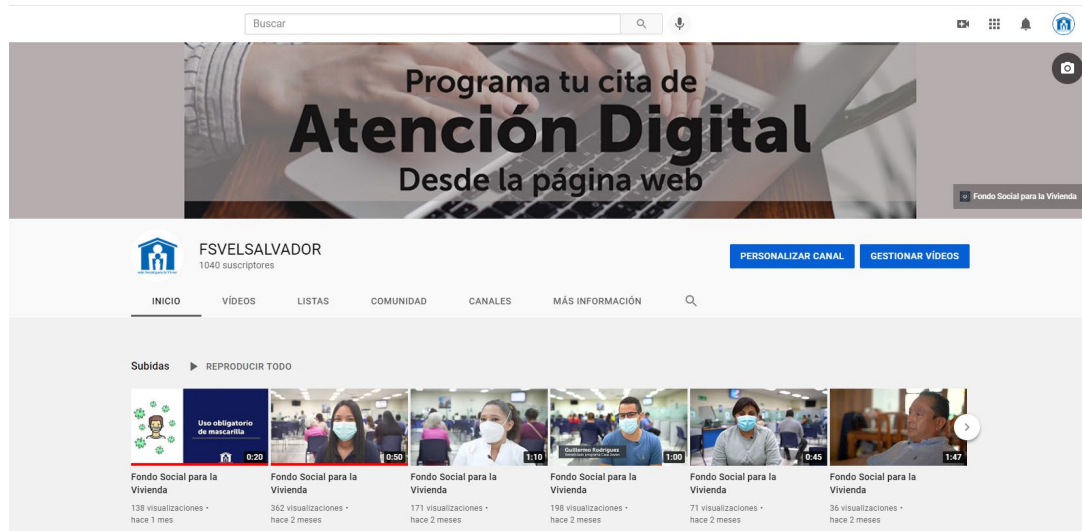 Buscar
Programa tu cita de
Atención Digital
Desde la página web
Fondo Social para la Vivienda
FSVELSALVADOR
1040 suscriptores
PERSONALIZAR CANAL
GESTIONAR VÍDEOS
INICIO
VÍDEOS
LISTAS
COMUNIDAD
CANALES
MÁS INFORMACIÓN
Subidas
REPRODUCIR TODO
Uso obligatorio
de mascarilla
0:20
0:50
1:10
Guillermo Rodríguez
1:00
0:45
1:47
Fondo Social para la
Vivienda
138 visualizaciones •
hace 1 mes
Fondo Social para la
Vivienda
362 visualizaciones •
hace 2 meses
Fondo Social para la
Vivienda
171 visualizaciones •
hace 2 meses
Fondo Social para la
Vivienda
198 visualizaciones •
hace 2 meses
Fondo Social para la
Vivienda
71 visualizaciones •
hace 2 meses
Fondo Social para la
Vivienda
36 visualizaciones •
hace 2 meses